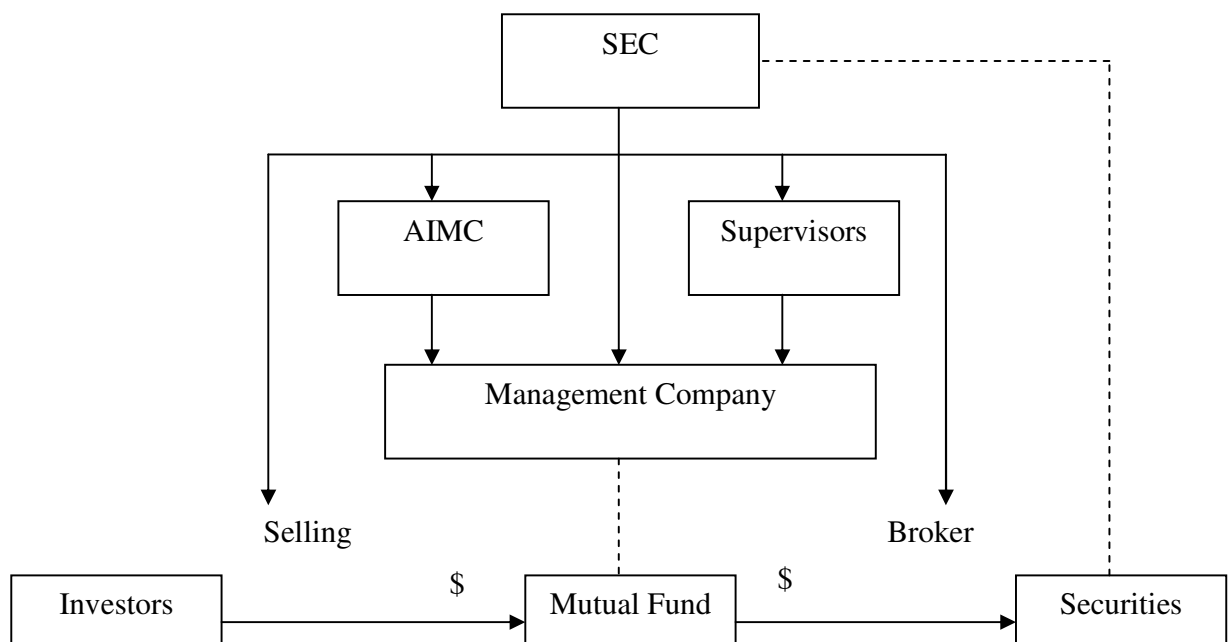 SEC
AIMC
Supervisors
Management Company
Selling
Broker
$
$
Investors
Mutual Fund
Securities